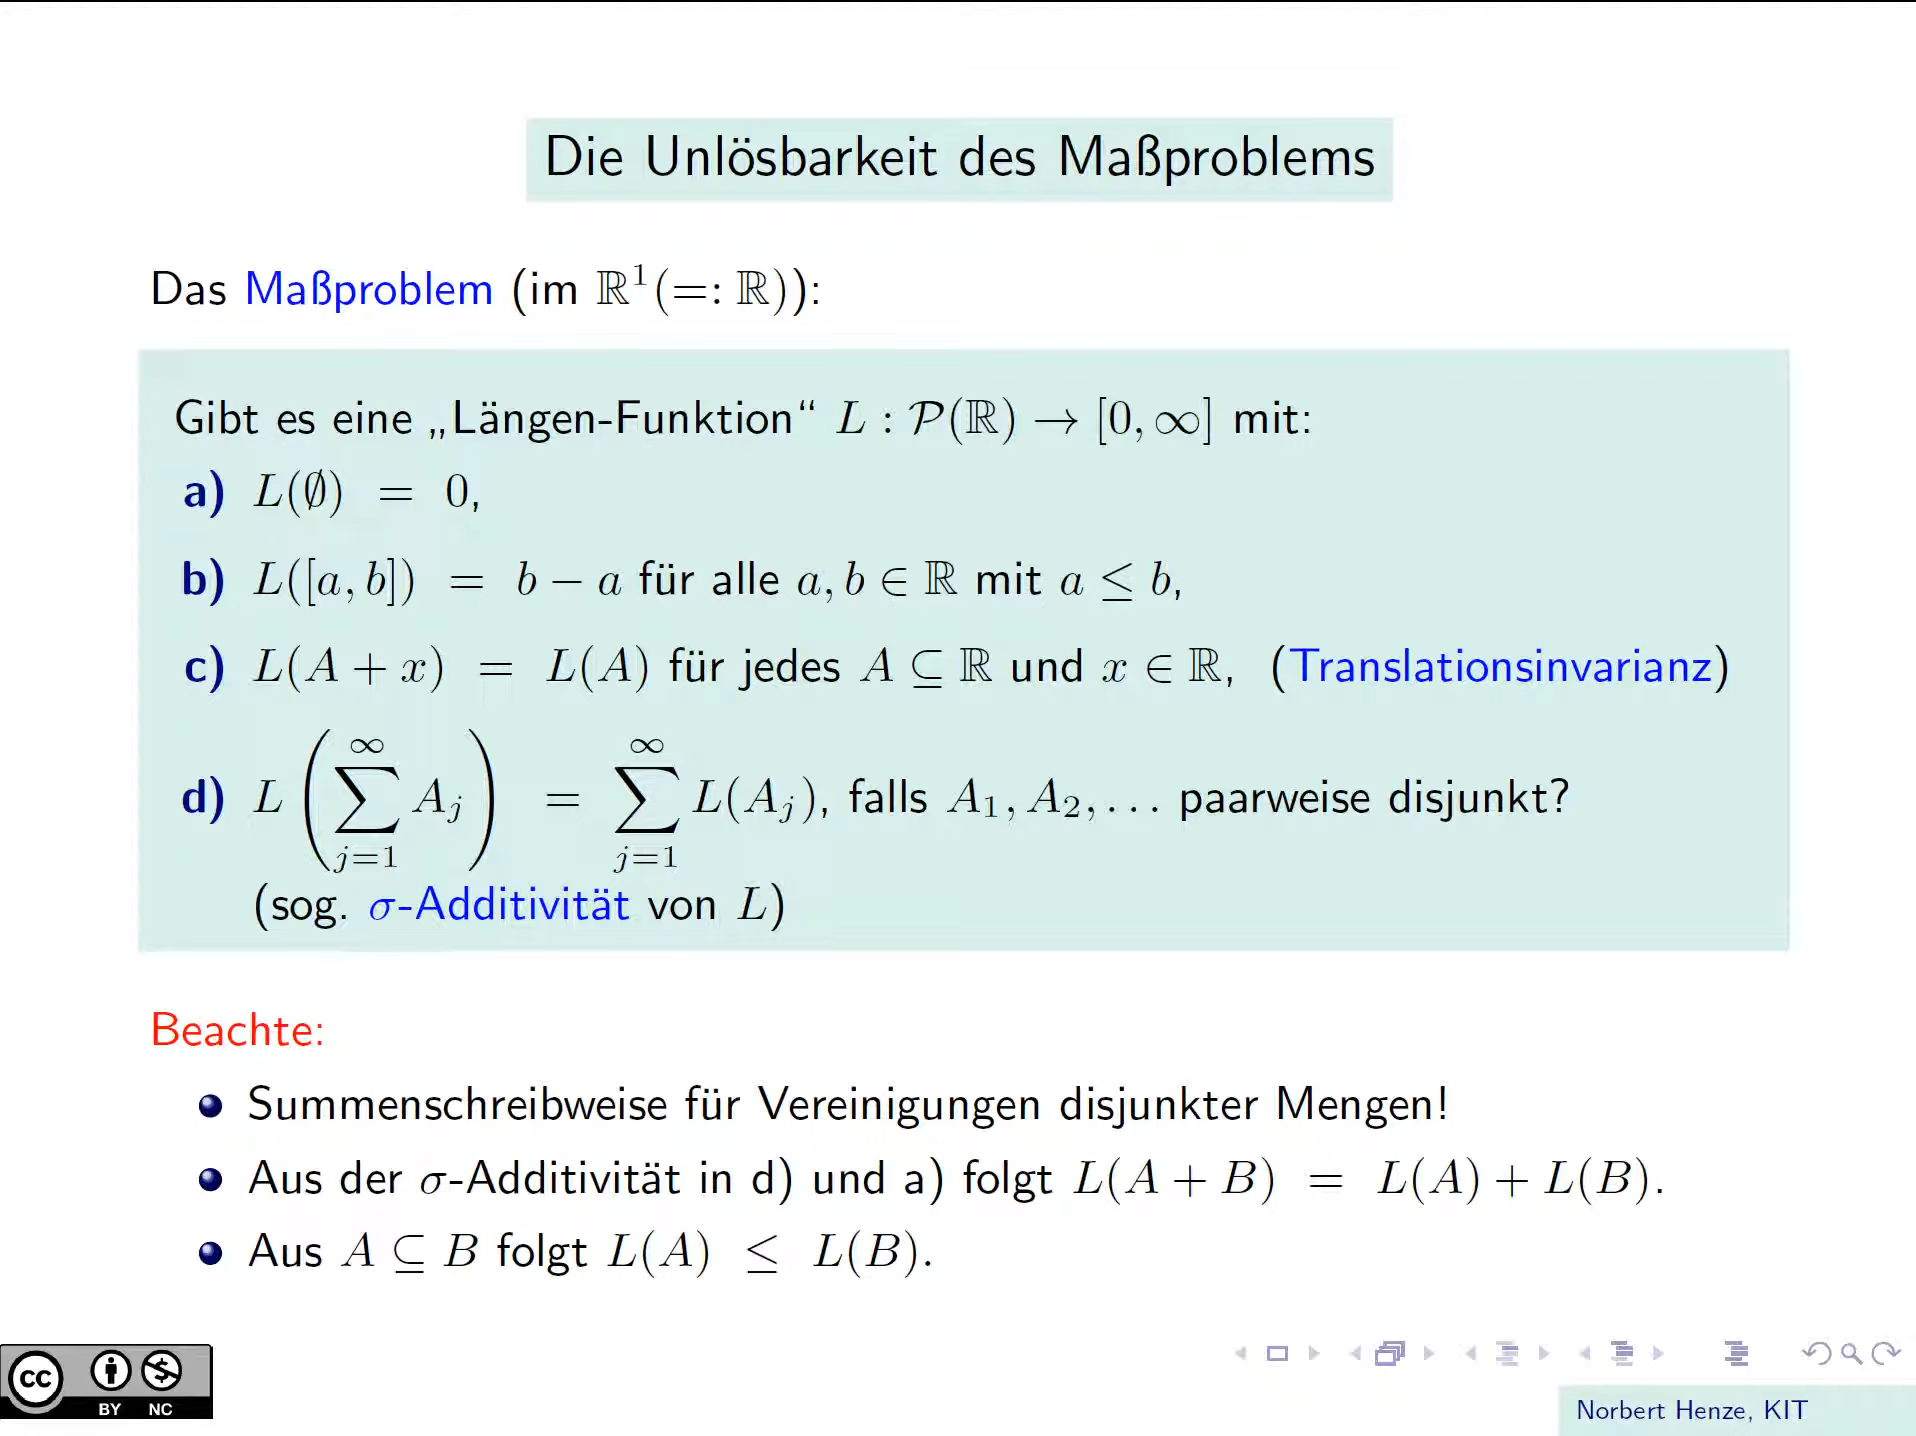 Die Unlösbarkeit des Maßproblems
Das Maßproblem (im ℝ¹(=: ℝ)):
Gibt es eine „Längen-Funktion“ L : 𝒫(ℝ) → [0, ∞] mit:
a) L(∅) = 0,
b) L([a, b]) = b − a für alle a, b ∈ ℝ mit a ≤ b,
c) L(A + x) = L(A) für jedes A ⊆ ℝ und x ∈ ℝ, (Translationsinvarianz)
d) L(∑_{j=1}^{∞} A_j) = ∑_{j=1}^{∞} L(A_j), falls A₁, A₂, . . . paarweise disjunkt?
(sog. σ-Additivität von L)
Beachte:
Summenschreibweise für Vereinigungen disjunkter Mengen!
Aus der σ-Additivität in d) und a) folgt L(A + B) = L(A) + L(B).
Aus A ⊆ B folgt L(A) ≤ L(B).
cc BY NC
Norbert Henze, KIT